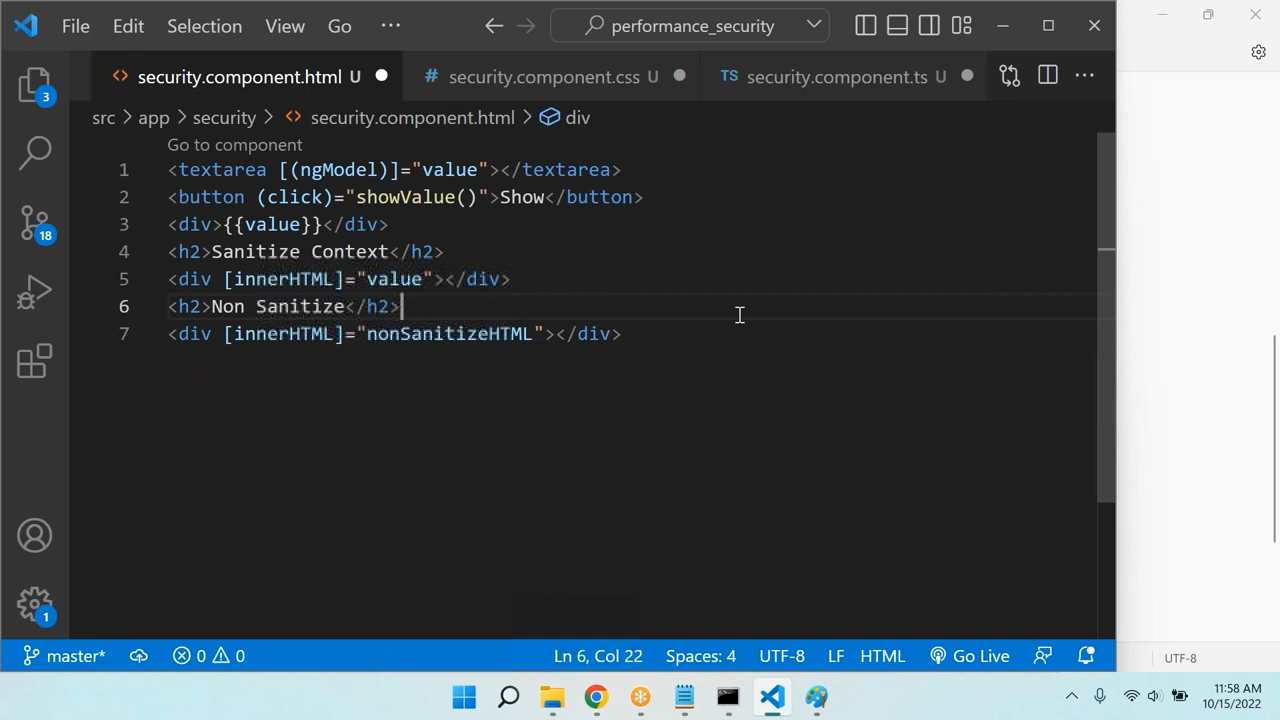 File Edit Selection View Go ··· performance_security
security.component.html U security.component.css U TS security.component.ts U ···
src > app > security > security.component.html > div
Go to component
1 <textarea [(ngModel)]="value"></textarea>
2 <button (click)="showValue()">Show</button>
3 <div>{{value}}</div>
4 <h2>Sanitize Context</h2>
5 <div [innerHTML]="value"></div>
6 <h2>Non Sanitize</h2>
7 <div [innerHTML]="nonSanitizeHTML"></div>
3
18
1
master* 0 0 Ln 6, Col 22 Spaces: 4 UTF-8 LF HTML Go Live UTF-8
11:58 AM
10/15/2022